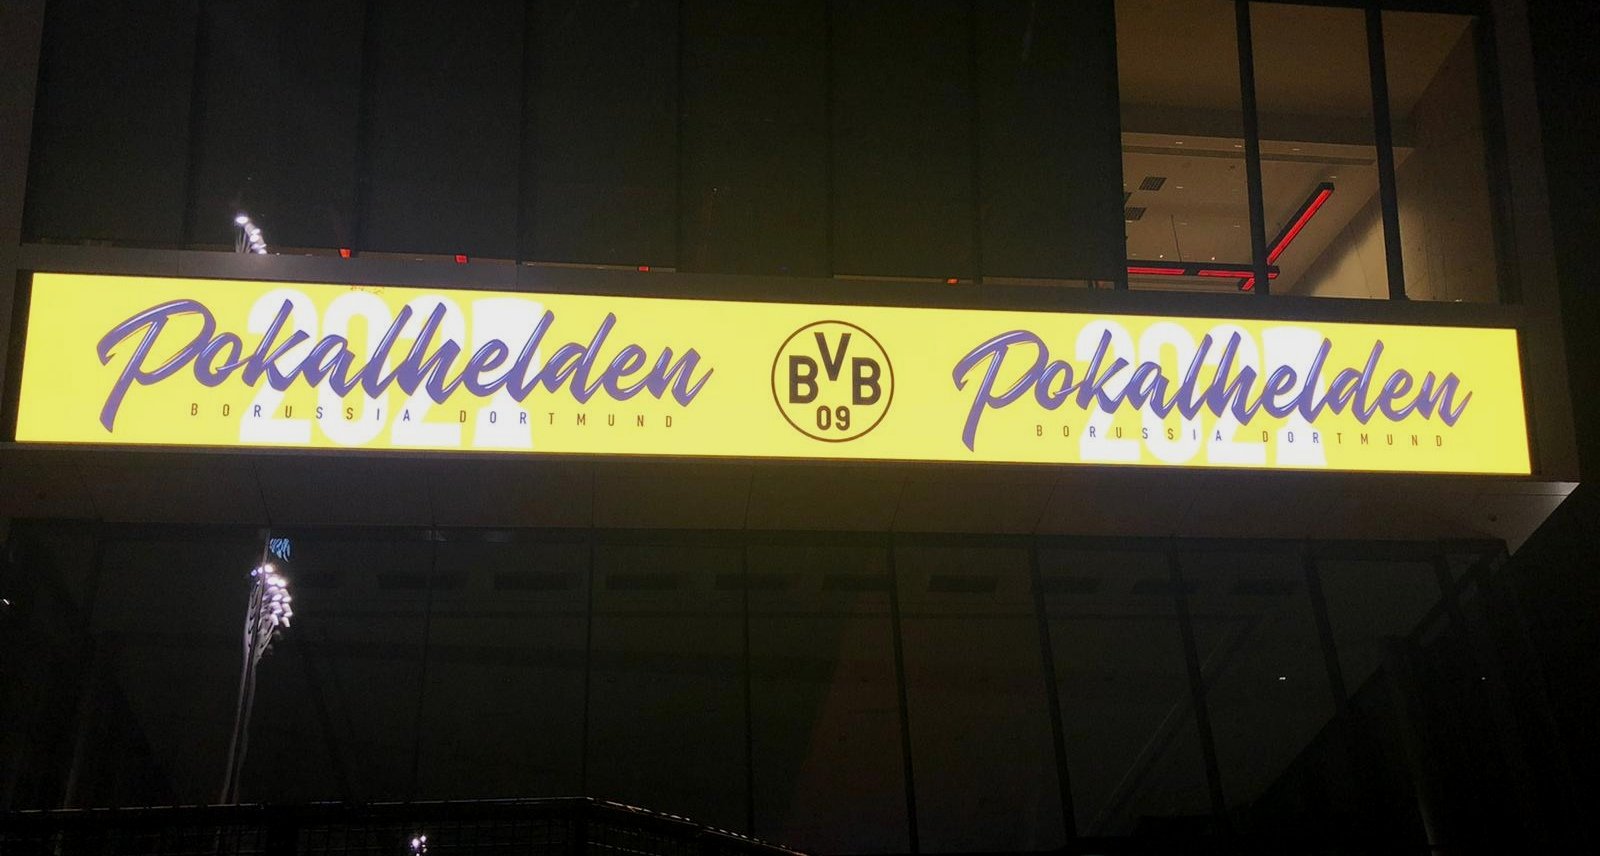 2021 2021
Pokalhelden BVB Pokalhelden
BORUSSIA DORTMUND 09 BORUSSIA DORTMUND